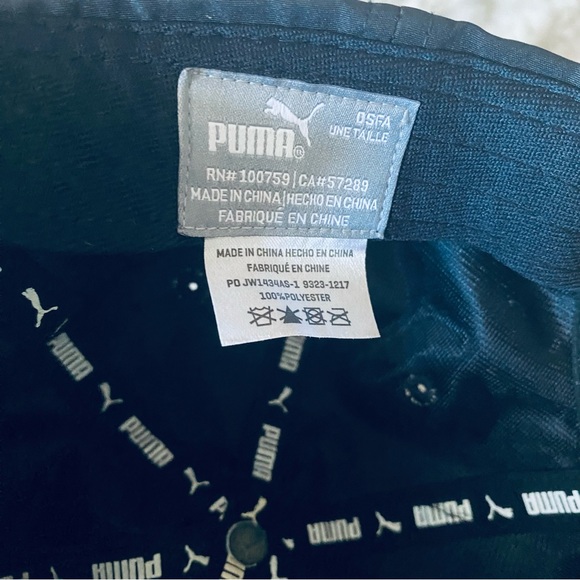 PUMA®
OSFA
UNE TAILLE
RN# 100759 | CA#57289
MADE IN CHINA | HECHO EN CHINA
FABRIQUÉ EN CHINE
MADE IN CHINA HECHO EN CHINA
FABRIQUÉ EN CHINE
PO JW1434AS-1 9323-1217
100%POLYESTER
PUMA
PUMA
PUMA
PUMA
PUMA
PUMA
PUMA
PUMA